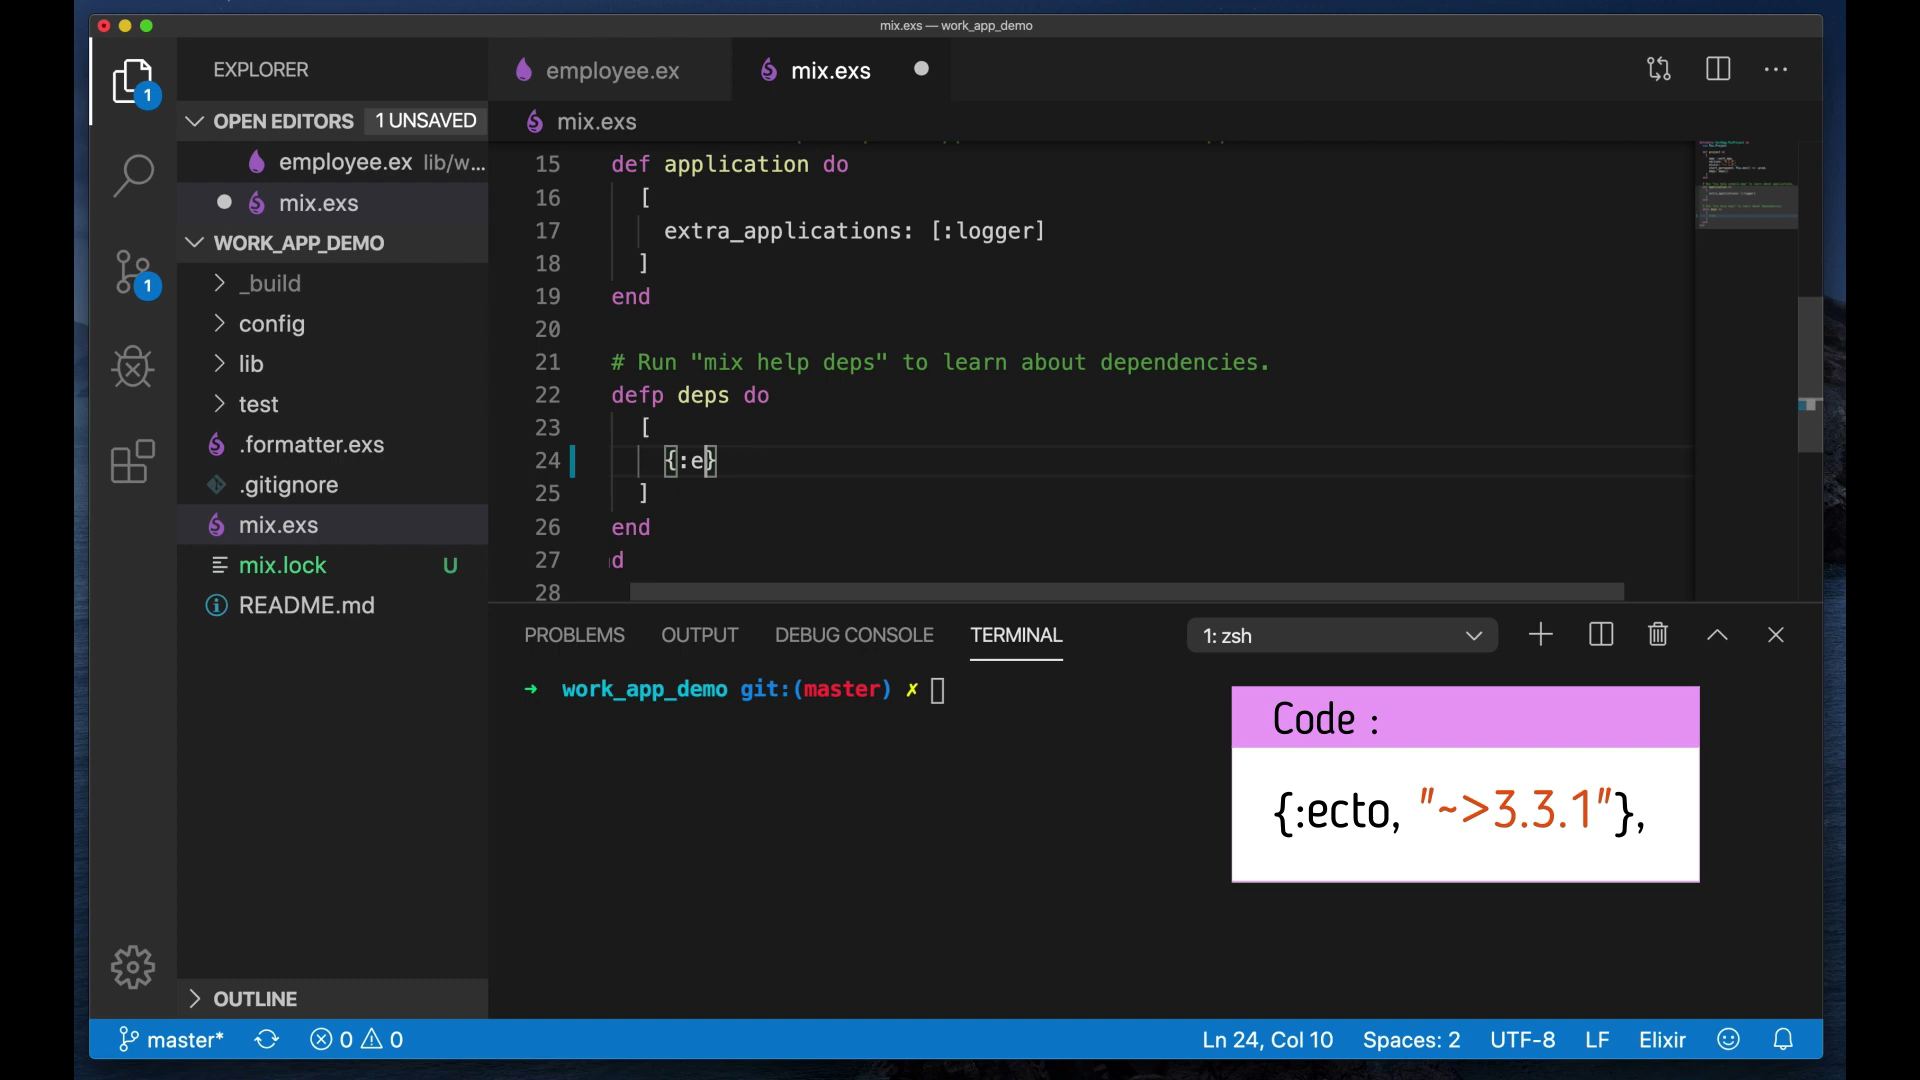 mix.exs — work_app_demo
EXPLORER
employee.ex
mix.exs
1
OPEN EDITORS
1 UNSAVED
mix.exs
employee.ex lib/w...
mix.exs
WORK_APP_DEMO
1
_build
config
lib
test
.formatter.exs
.gitignore
mix.exs
mix.lock U
README.md
OUTLINE
15 def application do
16 [
17 extra_applications: [:logger]
18 ]
19 end
20
21 # Run "mix help deps" to learn about dependencies.
22 defp deps do
23 [
24 {:e}
25 ]
26 end
27 d
28
PROBLEMS
OUTPUT
DEBUG CONSOLE
TERMINAL
1: zsh
➜ work_app_demo git:(master) ✗
Code :
{:ecto, "~>3.3.1"},
master*
0
0
Ln 24, Col 10
Spaces: 2
UTF-8
LF
Elixir